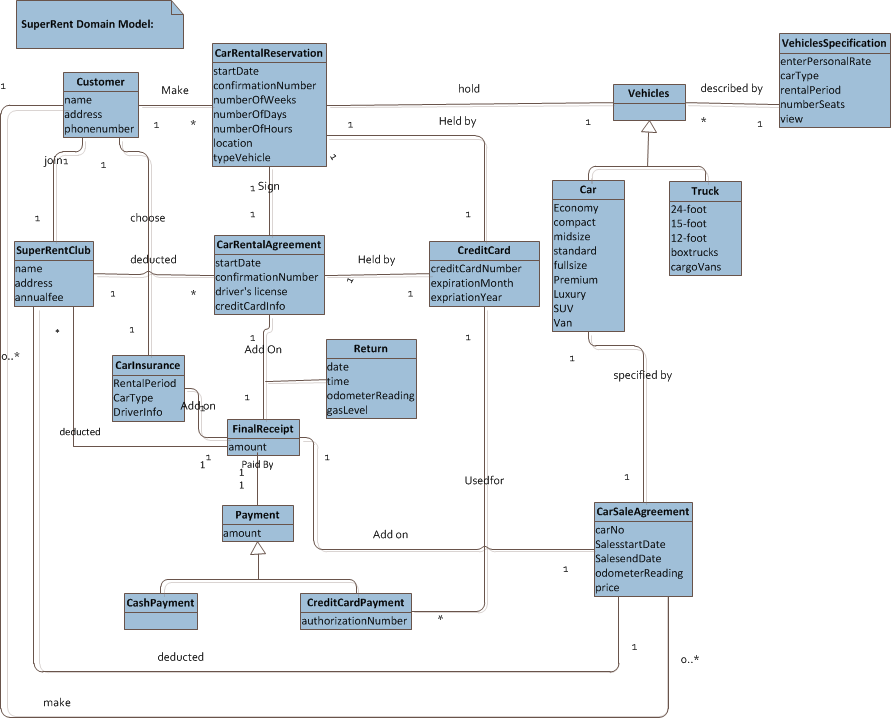 SuperRent Domain Model:
CarRentalReservation
startDate
confirmationNumber
numberOfWeeks
numberOfDays
numberOfHours
location
typeVehicle
VehiclesSpecification
enterPersonalRate
carType
rentalPeriod
numberSeats
view
Customer
name
address
phonenumber
Vehicles
1
Make
hold
described by
1
*
1
Held by
1
*
1
1
join
1
1
1
Sign
Car
Economy
compact
midsize
standard
fullsize
Premium
Luxury
SUV
Van
Truck
24-foot
15-foot
12-foot
boxtrucks
cargoVans
1
choose
1
1
SuperRentClub
name
address
annualfee
deducted
CarRentalAgreement
startDate
confirmationNumber
driver's license
creditCardInfo
Held by
CreditCard
creditCardNumber
expirationMonth
expriationYear
1
*
1
1
*
1
1
1
Add On
o..*
CarInsurance
RentalPeriod
CarType
DriverInfo
Return
date
time
odometerReading
gasLevel
1
specified by
Add on
1
1
FinalReceipt
amount
deducted
1
1
Paid By
1
1
1
Usedfor
1
Payment
amount
CarSaleAgreement
carNo
SalesstartDate
SalesendDate
odometerReading
price
Add on
1
CashPayment
CreditCardPayment
authorizationNumber
*
deducted
1
o..*
make